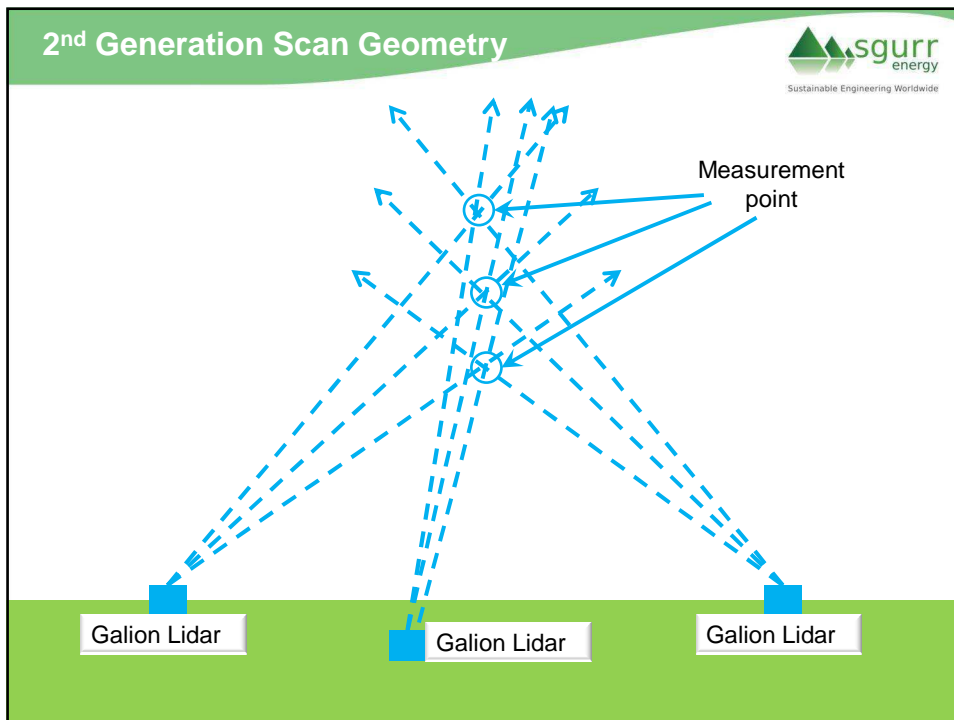 2nd Generation Scan Geometry
sgurr
energy
Sustainable Engineering Worldwide
Measurement
point
Galion Lidar
Galion Lidar
Galion Lidar